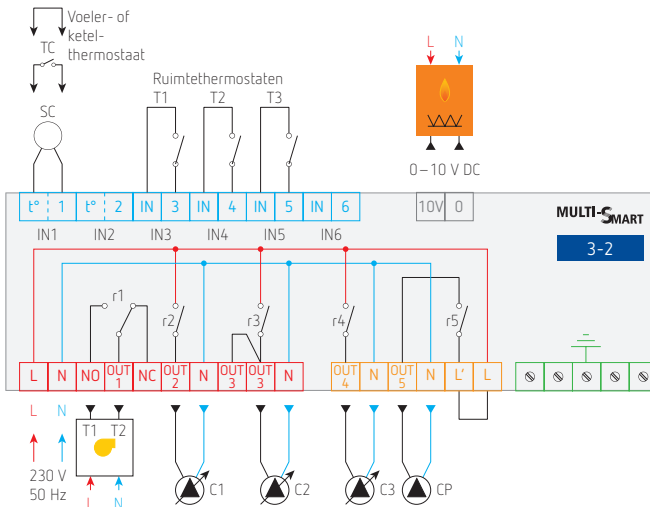 Voeler- of
ketel-
thermostaat
TC
SC
Ruimtethermostaten
T1 T2 T3
L N
0–10 V DC
t° 1 t° 2 IN 3 IN 4 IN 5 IN 6 10V 0
IN1 IN2 IN3 IN4 IN5 IN6
MULTI-SMART
3-2
r1 r2 r3 r4 r5
L N NO OUT 1 NC OUT 2 N OUT 3 OUT 3 N OUT 4 N OUT 5 N L' L
L N
T1 T2
230 V
50 Hz
L N
C1 C2 C3 CP